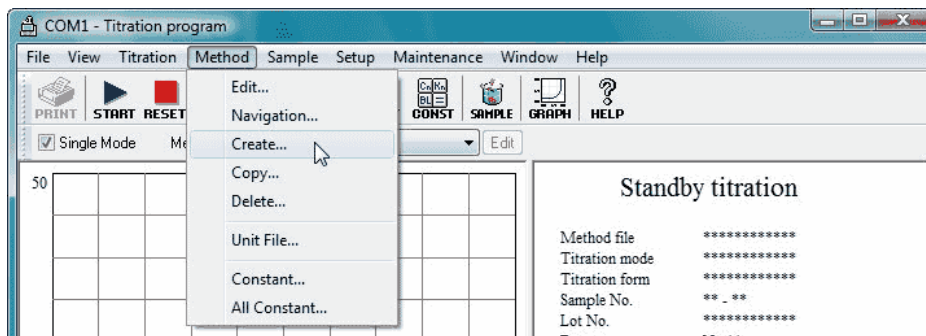 COM1 - Titration program
File View Titration Method Sample Setup Maintenance Window Help
PRINT START RESET CONST SAMPLE GRAPH HELP
Single Mode Edit
Edit...
Navigation...
Create...
Copy...
Delete...
Unit File...
Constant...
All Constant...
50
Standby titration
Method file ************
Titration mode ************
Titration form ************
Sample No. ** - **
Lot No. ************